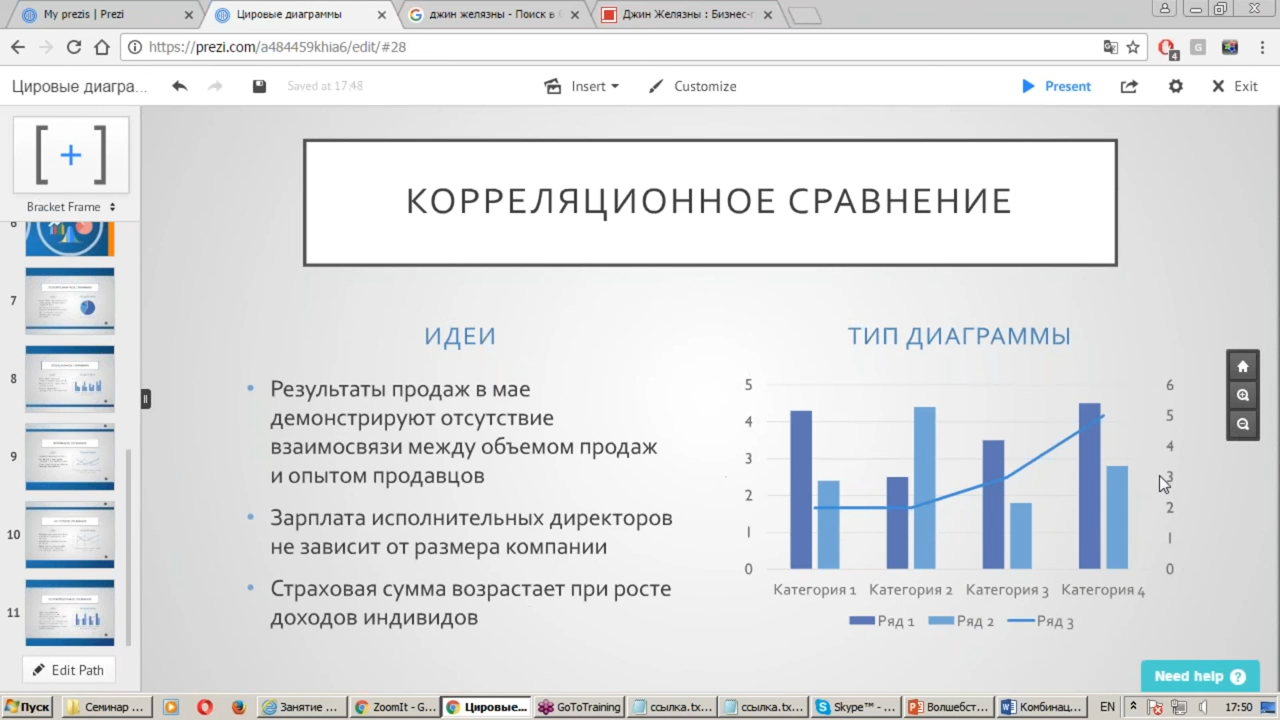 My prezis | Prezi
Цировые диаграммы
джин желязны - Поиск в
Джин Желязны : Бизнес-
https://prezi.com/a484459khia6/edit/#28
4
Цировые диагра...
Saved at 17:48
Insert
Customize
Present
Exit
Bracket Frame
6
7
8
9
10
11
Edit Path
КОРРЕЛЯЦИОННОЕ СРАВНЕНИЕ
ИДЕИ
Результаты продаж в мае
демонстрируют отсутствие
взаимосвязи между объемом продаж
и опытом продавцов
Зарплата исполнительных директоров
не зависит от размера компании
Страховая сумма возрастает при росте
доходов индивидов
ТИП ДИАГРАММЫ
5
4
3
2
1
0
6
5
4
3
2
1
0
Категория 1 Категория 2 Категория 3 Категория 4
Ряд 1 Ряд 2 Ряд 3
Need help ?
Пуск
Семинар ...
Занятие ...
ZoomIt - G...
Цировые...
GoToTraining
ссылка.tx...
ссылка.tx...
Skype™ - ...
ВолшебСт...
Комбинац...
EN
17:50